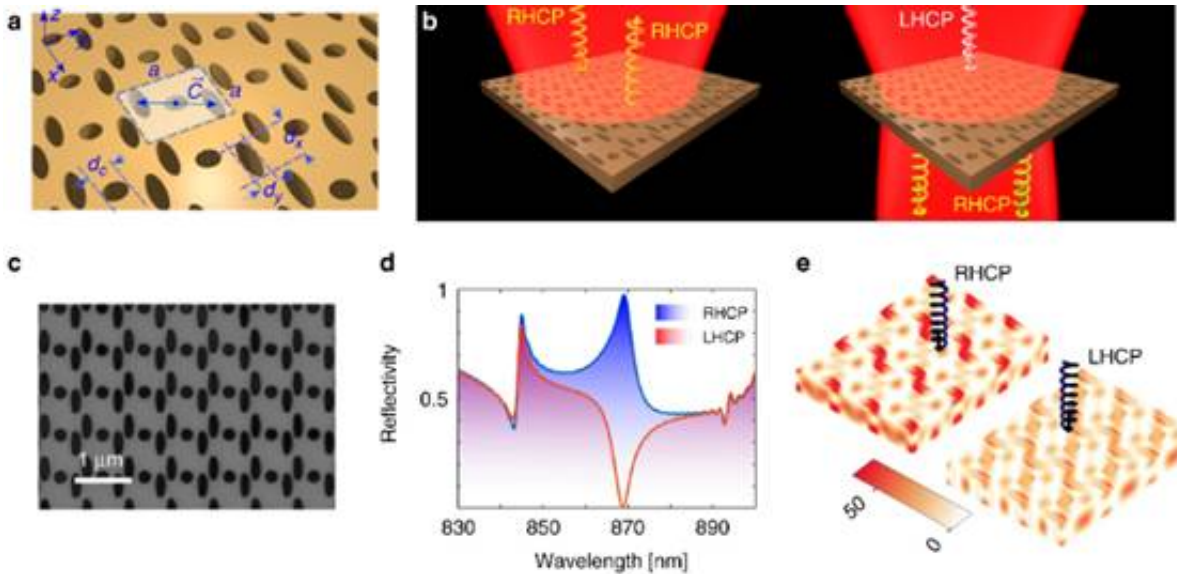 a
z
x
a
C
a
d_x
d_y
d_c
b
RHCP
RHCP
LHCP
RHCP
c
1 μm
d
1
0.5
Reflectivity
RHCP
LHCP
830
850
870
890
Wavelength [nm]
e
RHCP
LHCP
50
0